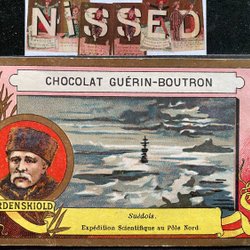 NISSED
CHOCOLAT GUÉRIN-BOUTRON
RDENSKIOLD
Suédois.
Expédition Scientifique au Pôle Nord